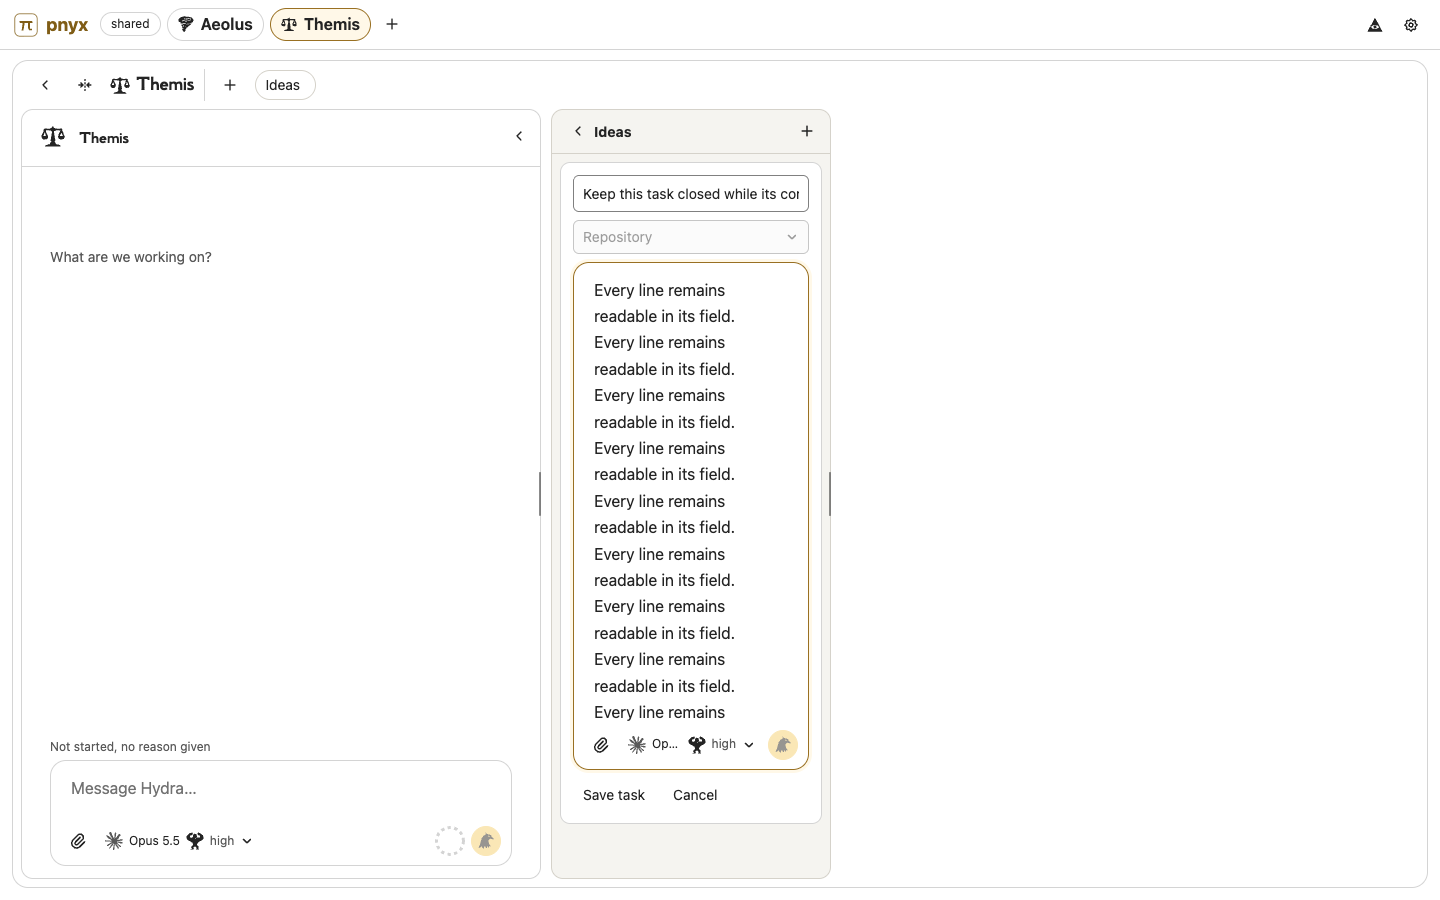 π pnyx
shared
Aeolus
Themis
Themis
Ideas
Themis
What are we working on?
Not started, no reason given
Message Hydra...
Opus 5.5
high
Ideas
Keep this task closed while its
Repository
Every line remains
readable in its field.
Every line remains
readable in its field.
Every line remains
readable in its field.
Every line remains
readable in its field.
Every line remains
readable in its field.
Every line remains
readable in its field.
Every line remains
readable in its field.
Every line remains
readable in its field.
Every line remains
Op...
high
Save task
Cancel